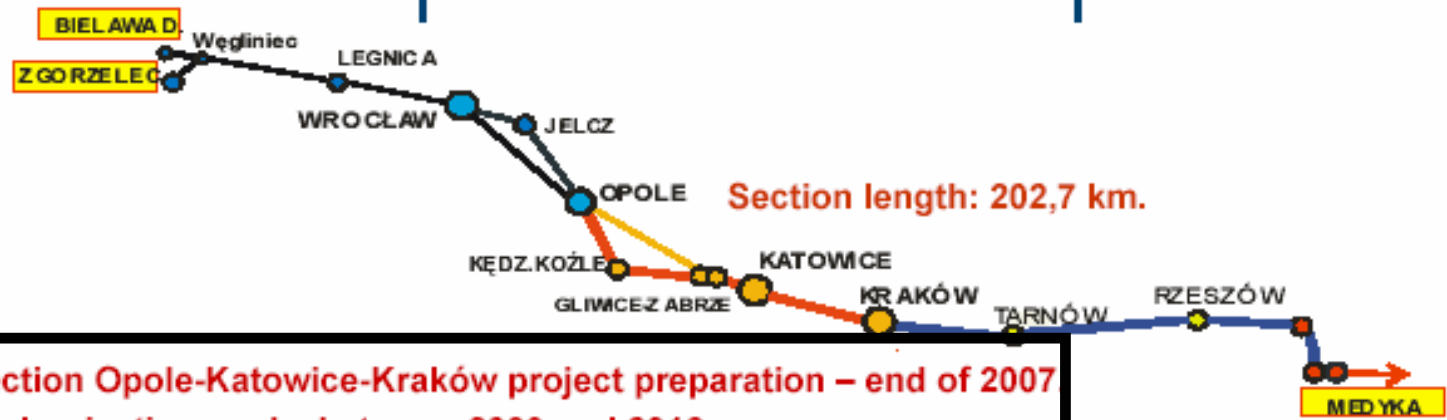 BIELAWA D.
Węgliniec
ZGORZELEC
LEGNICA
WROCŁAW
JELCZ
OPOLE
Section length: 202,7 km.
KĘDZ.KOŹLE
KATOWICE
GLIWICE-ZABRZE
KRAKÓW
TARNÓW
RZESZÓW
MEDYKA
ction Opole-Katowice-Kraków project preparation – end of 2007